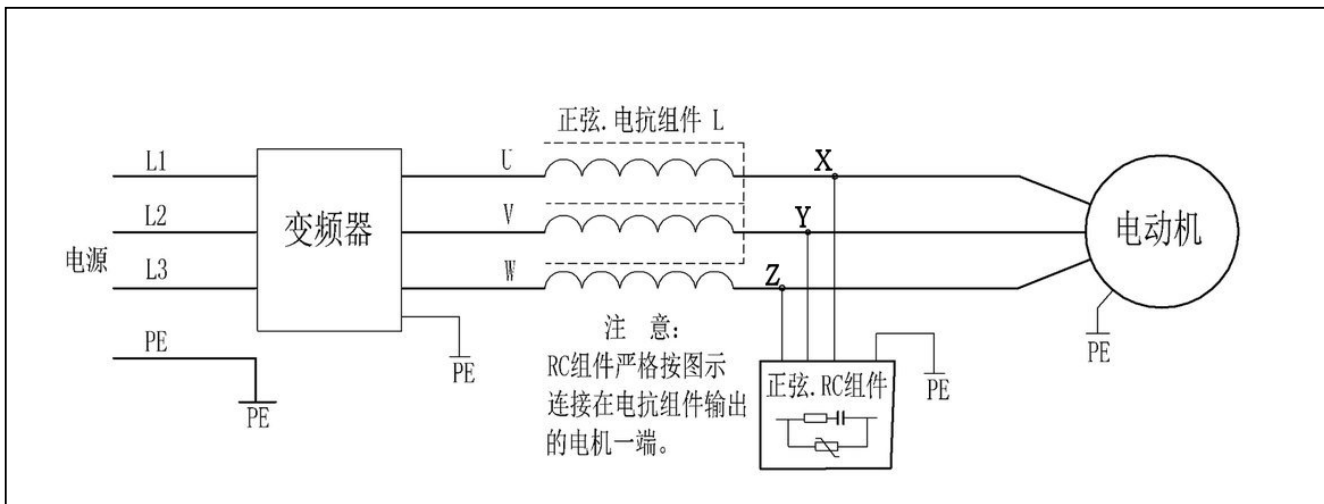 正弦.电抗组件 L
L1
U
X
L2
V
Y
变频器
电动机
电源
L3
W
Z
注 意:
PE
PE
PE
RC组件严格按图示
连接在电抗组件输出
的电机一端。
正弦.RC组件
PE
PE